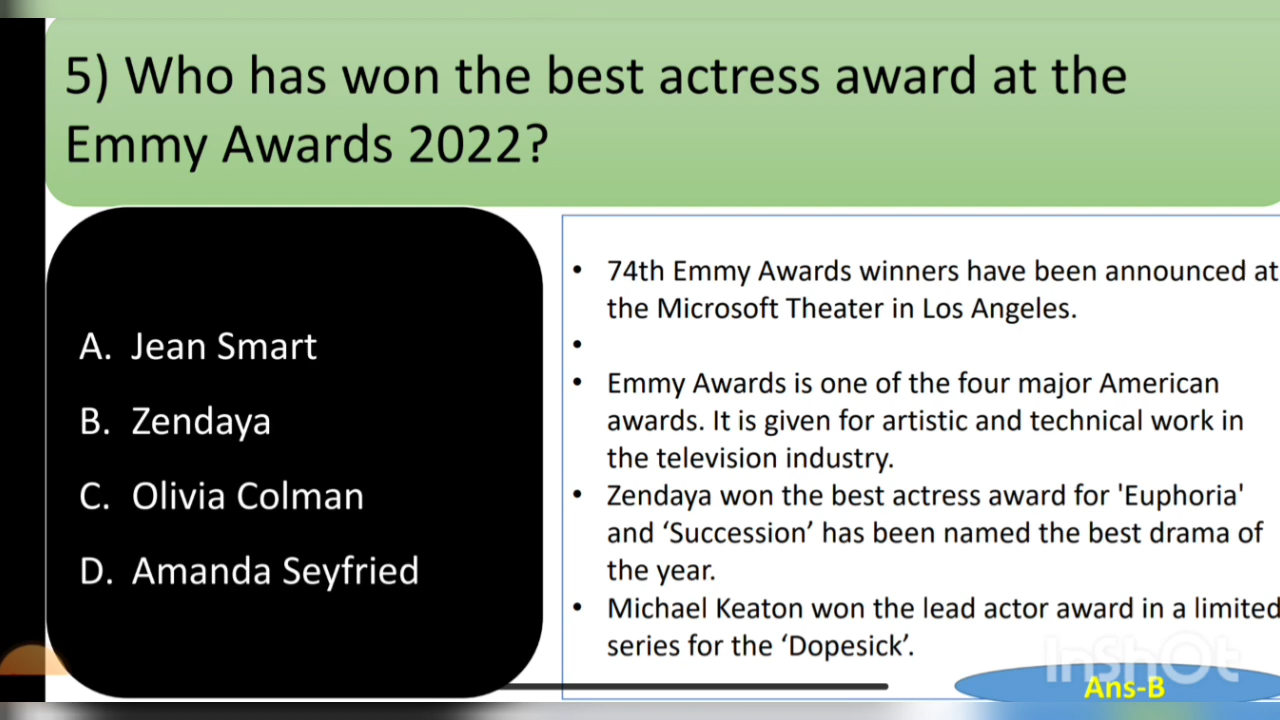 5) Who has won the best actress award at the
Emmy Awards 2022?
A. Jean Smart
B. Zendaya
C. Olivia Colman
D. Amanda Seyfried
• 74th Emmy Awards winners have been announced at
the Microsoft Theater in Los Angeles.
•
• Emmy Awards is one of the four major American
awards. It is given for artistic and technical work in
the television industry.
• Zendaya won the best actress award for 'Euphoria'
and ‘Succession’ has been named the best drama of
the year.
• Michael Keaton won the lead actor award in a limited
series for the ‘Dopesick’.
InShOt
Ans-B